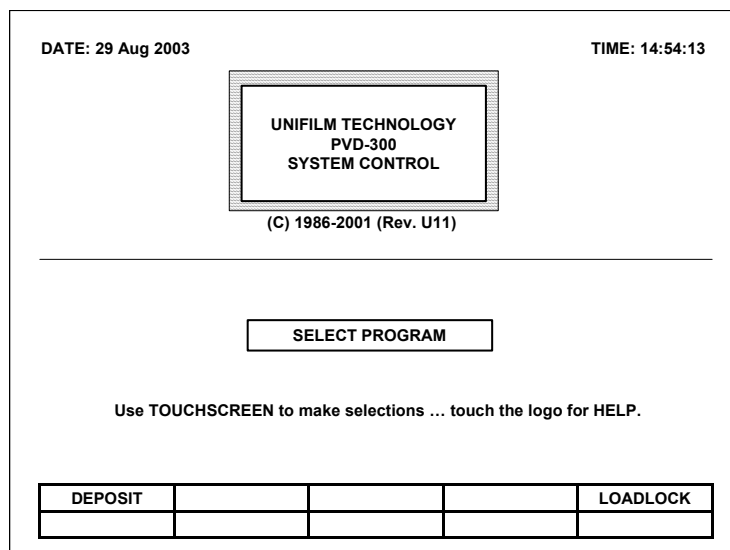 DATE: 29 Aug 2003 TIME: 14:54:13
UNIFILM TECHNOLOGY
PVD-300
SYSTEM CONTROL
(C) 1986-2001 (Rev. U11)
SELECT PROGRAM
Use TOUCHSCREEN to make selections … touch the logo for HELP.
DEPOSIT LOADLOCK